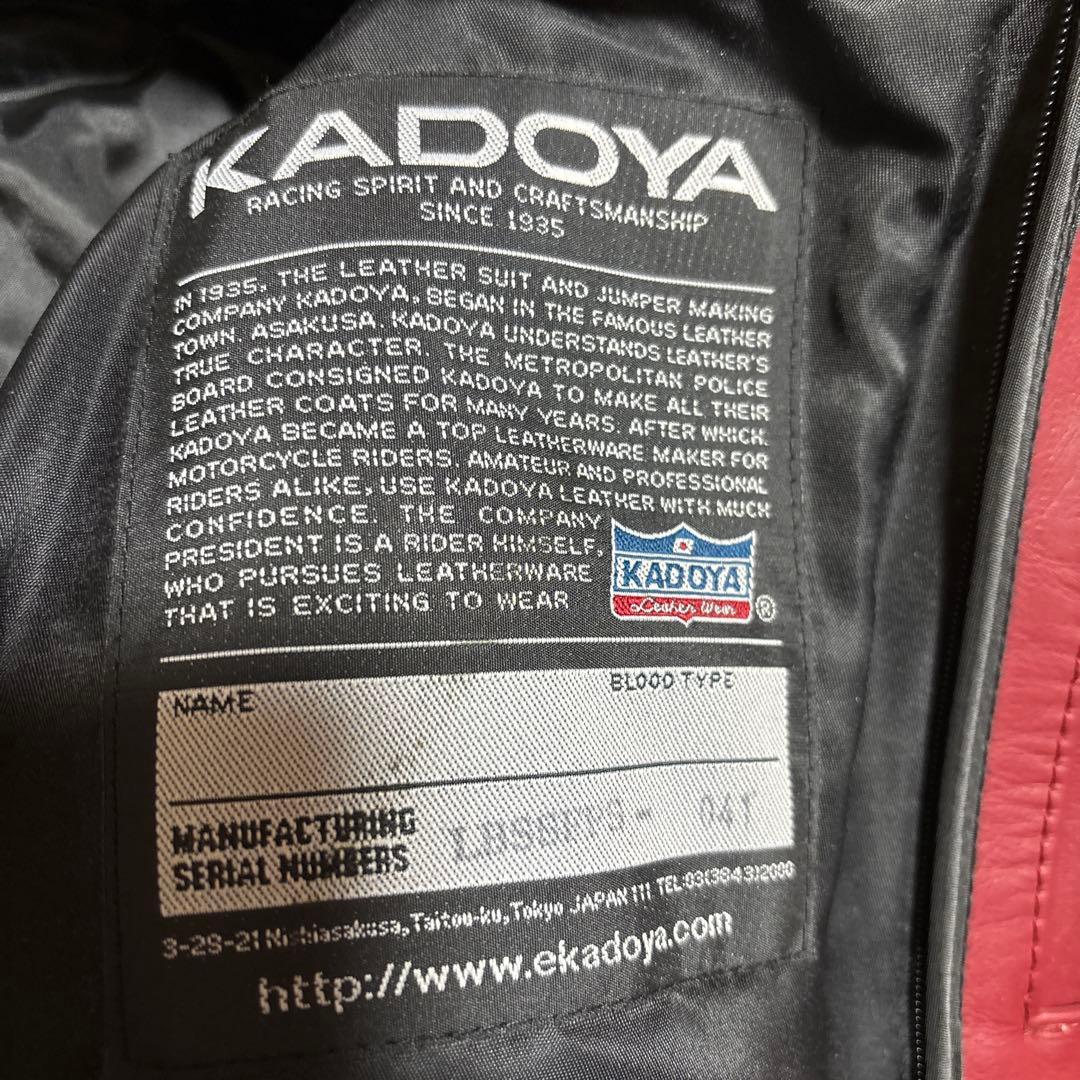 KADOYA
RACING SPIRIT AND CRAFTSMANSHIP
SINCE 1935
IN 1935, THE LEATHER SUIT AND JUMPER MAKING
COMPANY KADOYA, BEGAN IN THE FAMOUS LEATHER
TOWN, ASAKUSA. KADOYA UNDERSTANDS LEATHER'S
TRUE CHARACTER. THE METROPOLITAN POLICE
BOARD CONSIGNED KADOYA TO MAKE ALL THEIR
LEATHER COATS FOR MANY YEARS. AFTER WHICH,
KADOYA BECAME A TOP LEATHERWARE MAKER FOR
MOTORCYCLE RIDERS. AMATEUR AND PROFESSIONAL
RIDERS ALIKE, USE KADOYA LEATHER WITH MUCH
CONFIDENCE. THE COMPANY
PRESIDENT IS A RIDER HIMSELF,
WHO PURSUES LEATHERWARE
THAT IS EXCITING TO WEAR
KADOYA
Leather Wear
®
NAME
BLOOD TYPE
MANUFACTURING
SERIAL NUMBERS
3-29-21 Nishiasakusa, Taitou-ku, Tokyo JAPAN 111 TEL-03(3843)2000
http://www.ekadoya.com